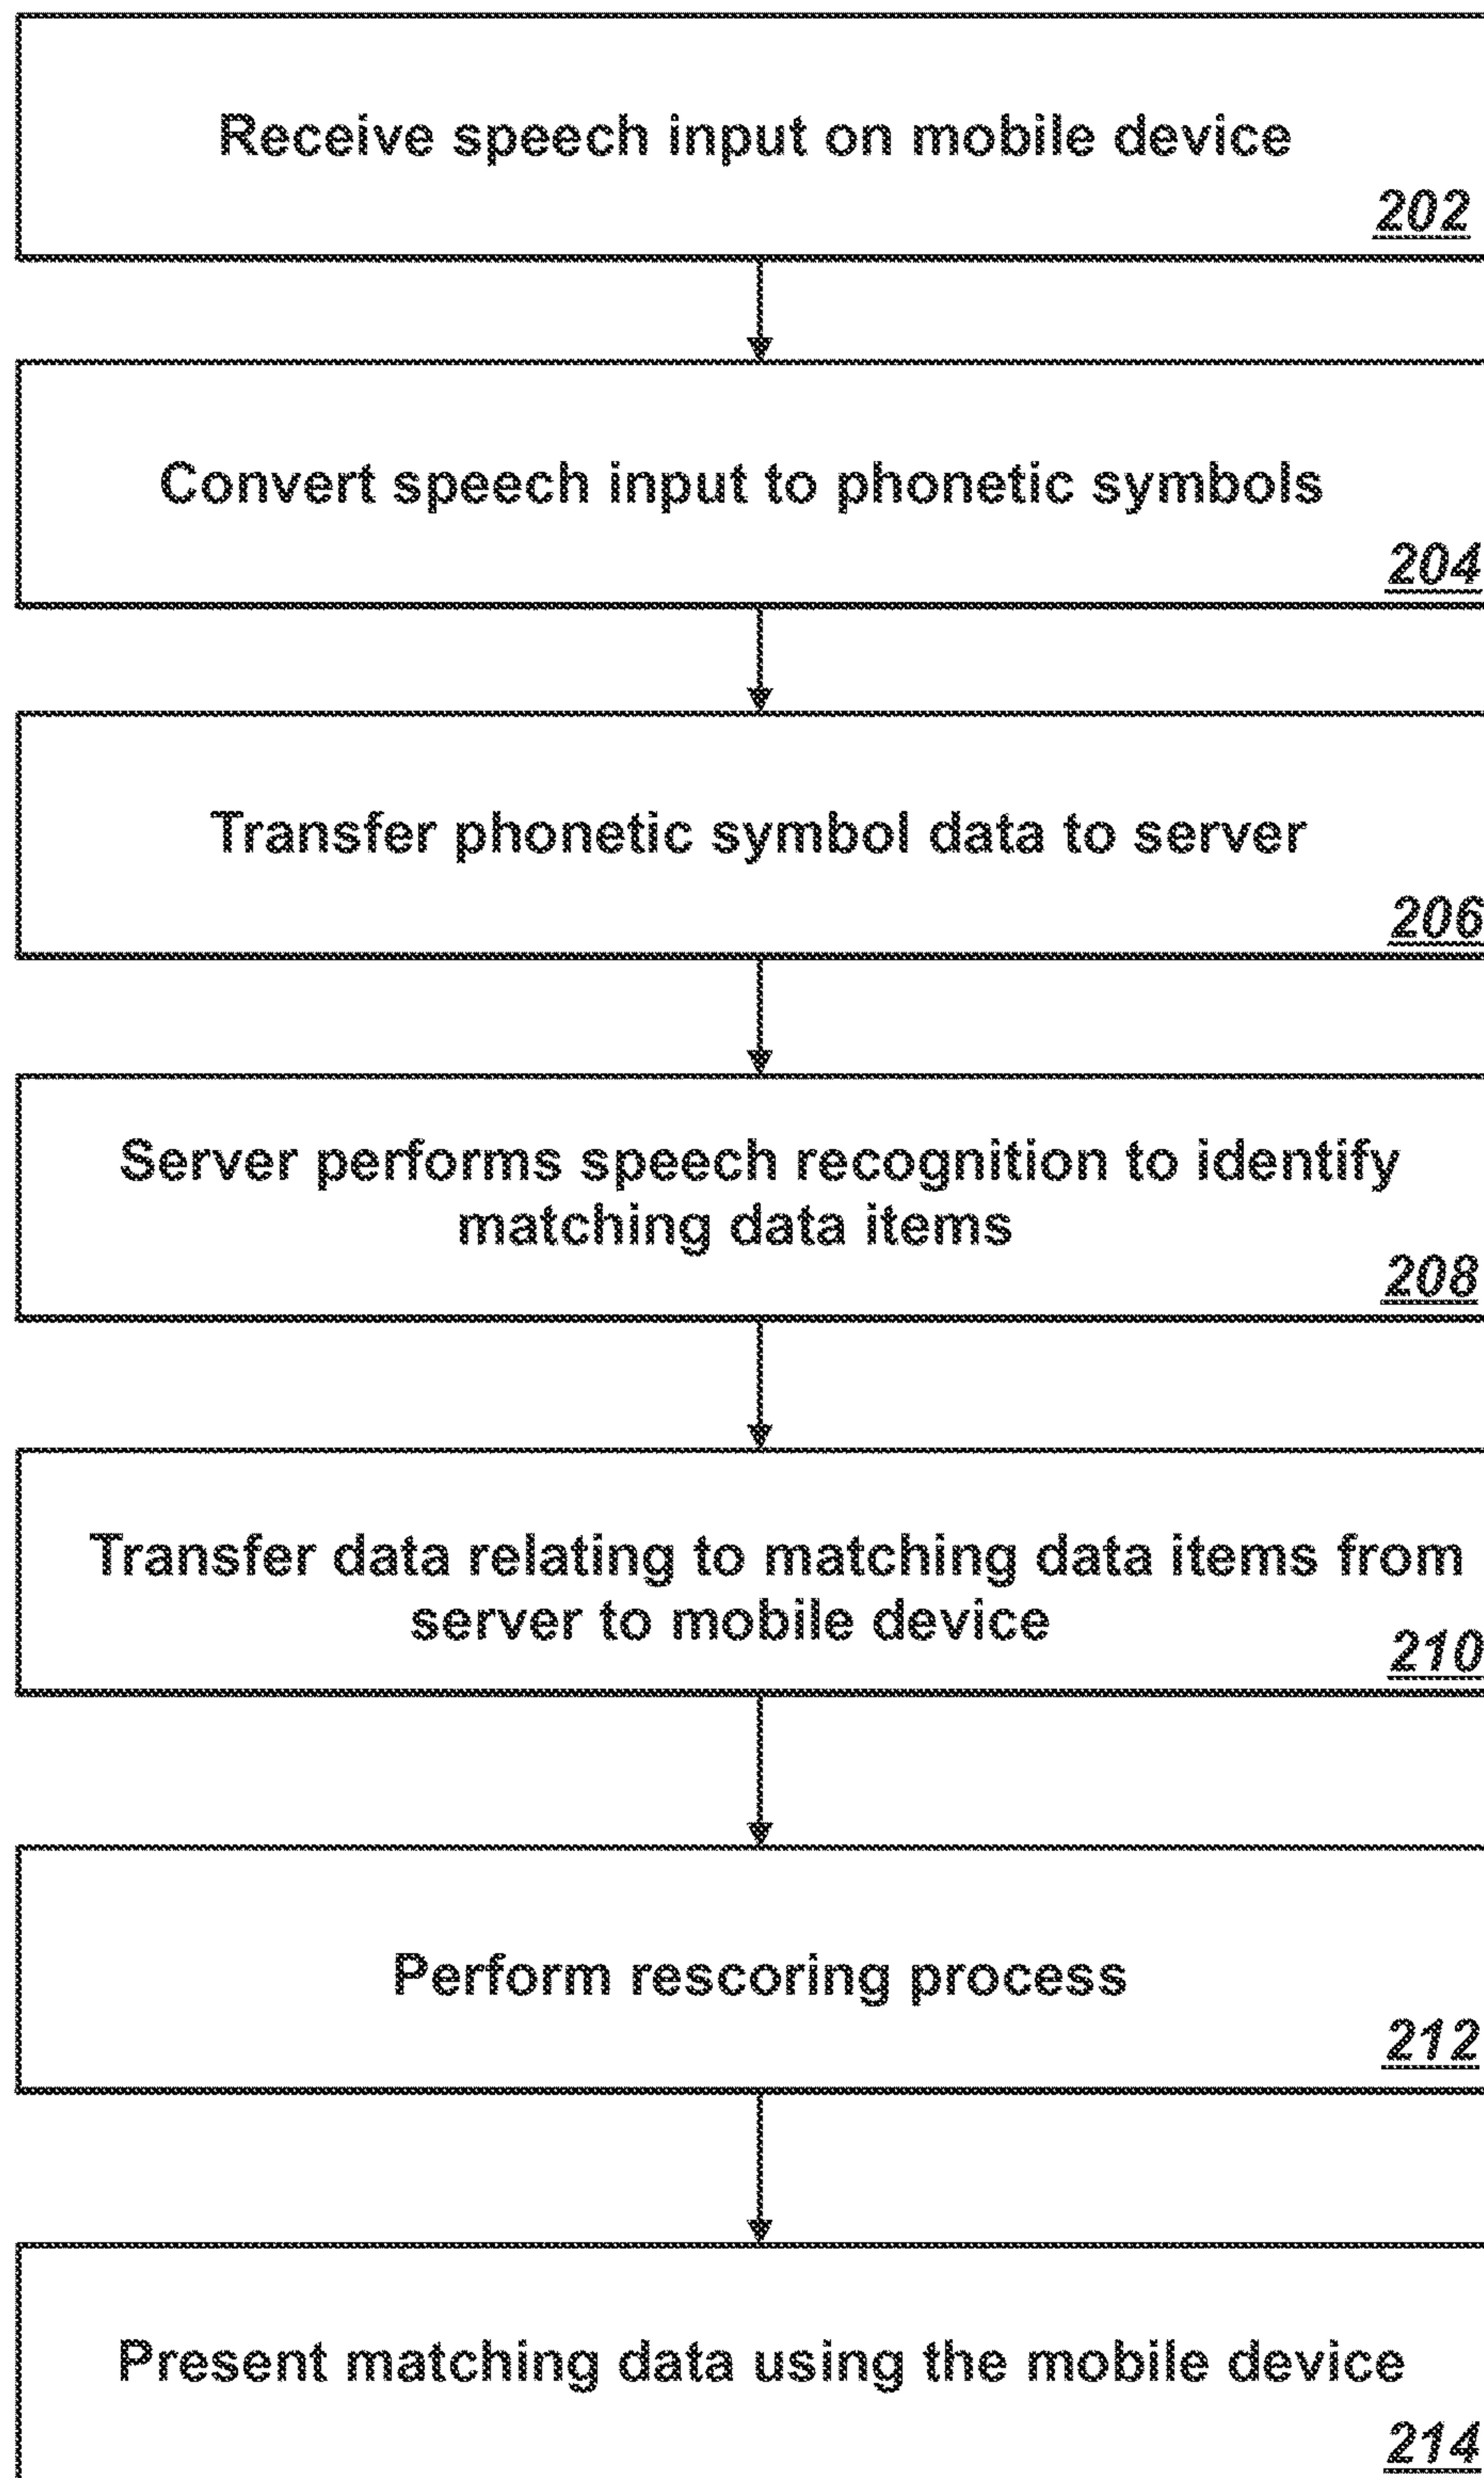 Receive speech input on mobile device
202
Convert speech input to phonetic symbols
204
Transfer phonetic symbol data to server
206
Server performs speech recognition to identify
matching data items
208
Transfer data relating to matching data items from
server to mobile device
210
Perform rescoring process
212
Present matching data using the mobile device
214